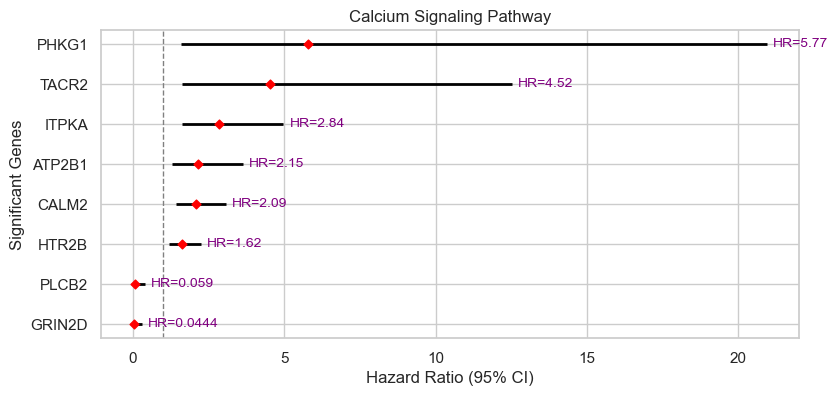 Calcium Signaling Pathway
Significant Genes
PHKG1
HR=5.77
TACR2
HR=4.52
ITPKA
HR=2.84
ATP2B1
HR=2.15
CALM2
HR=2.09
HTR2B
HR=1.62
PLCB2
HR=0.059
GRIN2D
HR=0.0444
0 5 10 15 20
Hazard Ratio (95% CI)